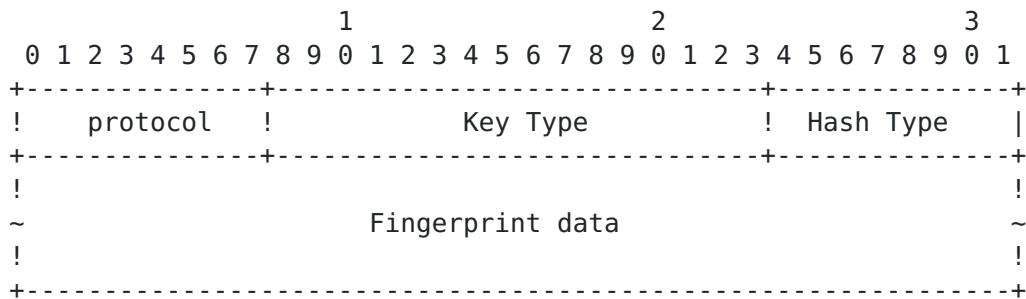 1                   2                   3
 0 1 2 3 4 5 6 7 8 9 0 1 2 3 4 5 6 7 8 9 0 1 2 3 4 5 6 7 8 9 0 1
+---------------+-------------------------------+---------------+
!    protocol   !            Key Type           !  Hash Type    |
+---------------+-------------------------------+---------------+
!                                                               !
~                      Fingerprint data                         ~
!                                                               !
+---------------------------------------------------------------+